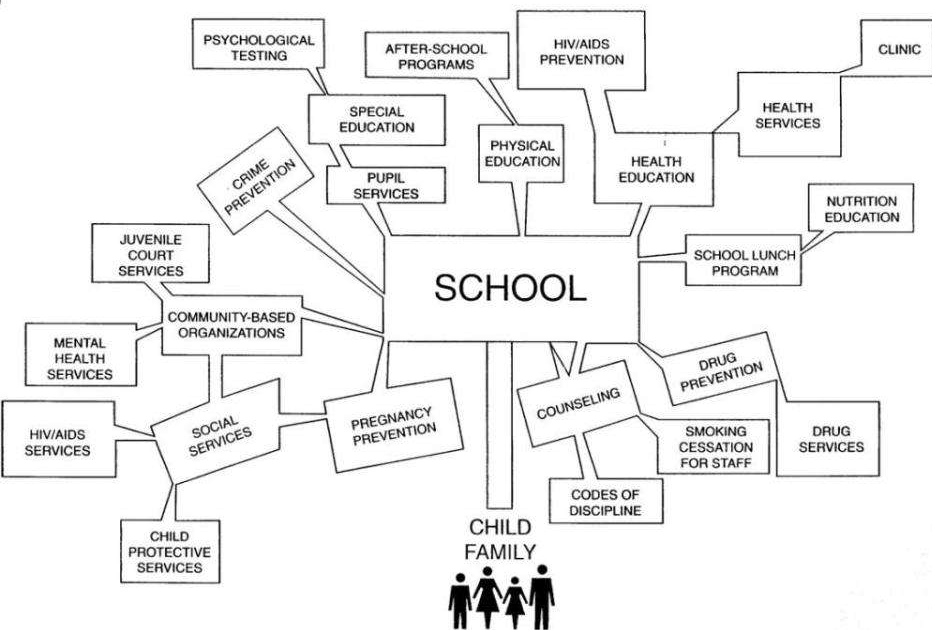 PSYCHOLOGICAL
TESTING
AFTER-SCHOOL
PROGRAMS
HIV/AIDS
PREVENTION
CLINIC
SPECIAL
EDUCATION
HEALTH
SERVICES
PHYSICAL
EDUCATION
HEALTH
EDUCATION
CRIME
PREVENTION
PUPIL
SERVICES
NUTRITION
EDUCATION
JUVENILE
COURT
SERVICES
SCHOOL LUNCH
PROGRAM
SCHOOL
COMMUNITY-BASED
ORGANIZATIONS
MENTAL
HEALTH
SERVICES
DRUG
PREVENTION
COUNSELING
SOCIAL
SERVICES
PREGNANCY
PREVENTION
HIV/AIDS
SERVICES
SMOKING
CESSATION
FOR STAFF
DRUG
SERVICES
CODES OF
DISCIPLINE
CHILD
PROTECTIVE
SERVICES
CHILD
FAMILY